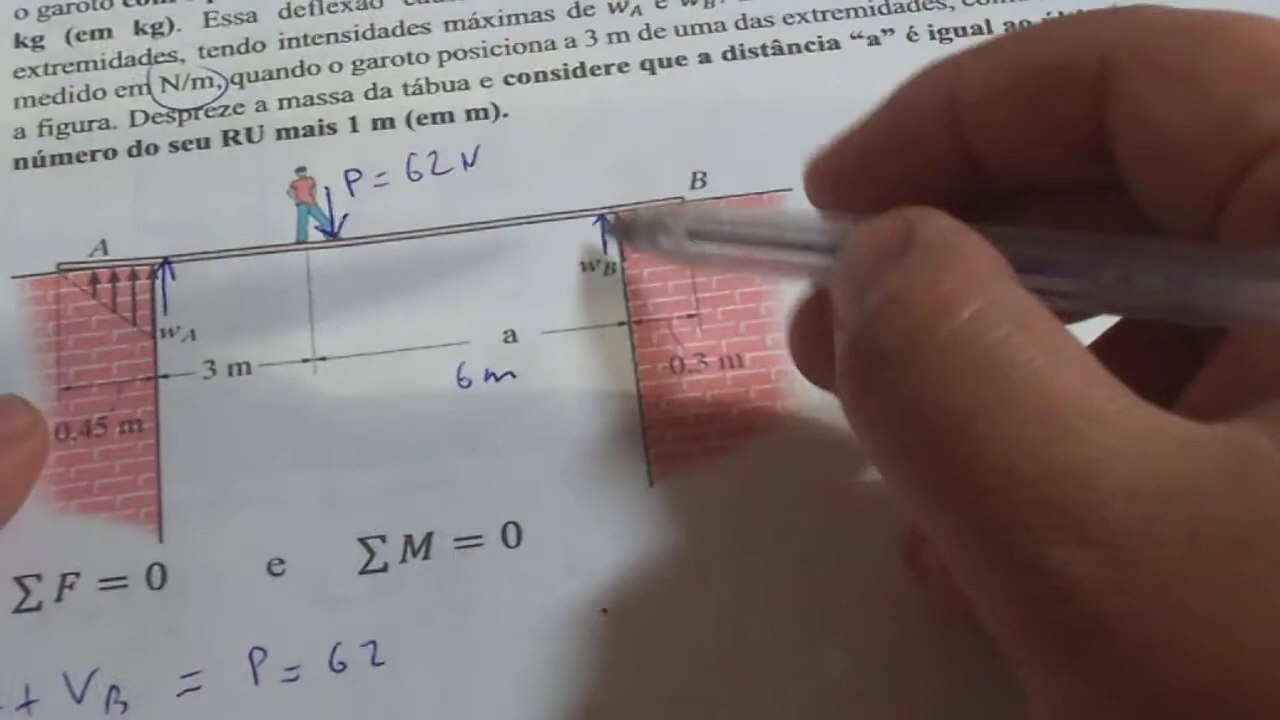 o garoto
kg (em kg). Essa deflexão
extremidades, tendo intensidades máximas de wA e wB,
medido em N/m, quando o garoto posiciona a 3 m de uma das extremidades,
a figura. Despreze a massa da tábua e considere que a distância “a” é igual ao
número do seu RU mais 1 m (em m).
P = 62 N
B
A
wB
wA
a
3 m
0.3 m
6 m
0.45 m
∑F = 0 e ∑M = 0
+ VB = P = 62